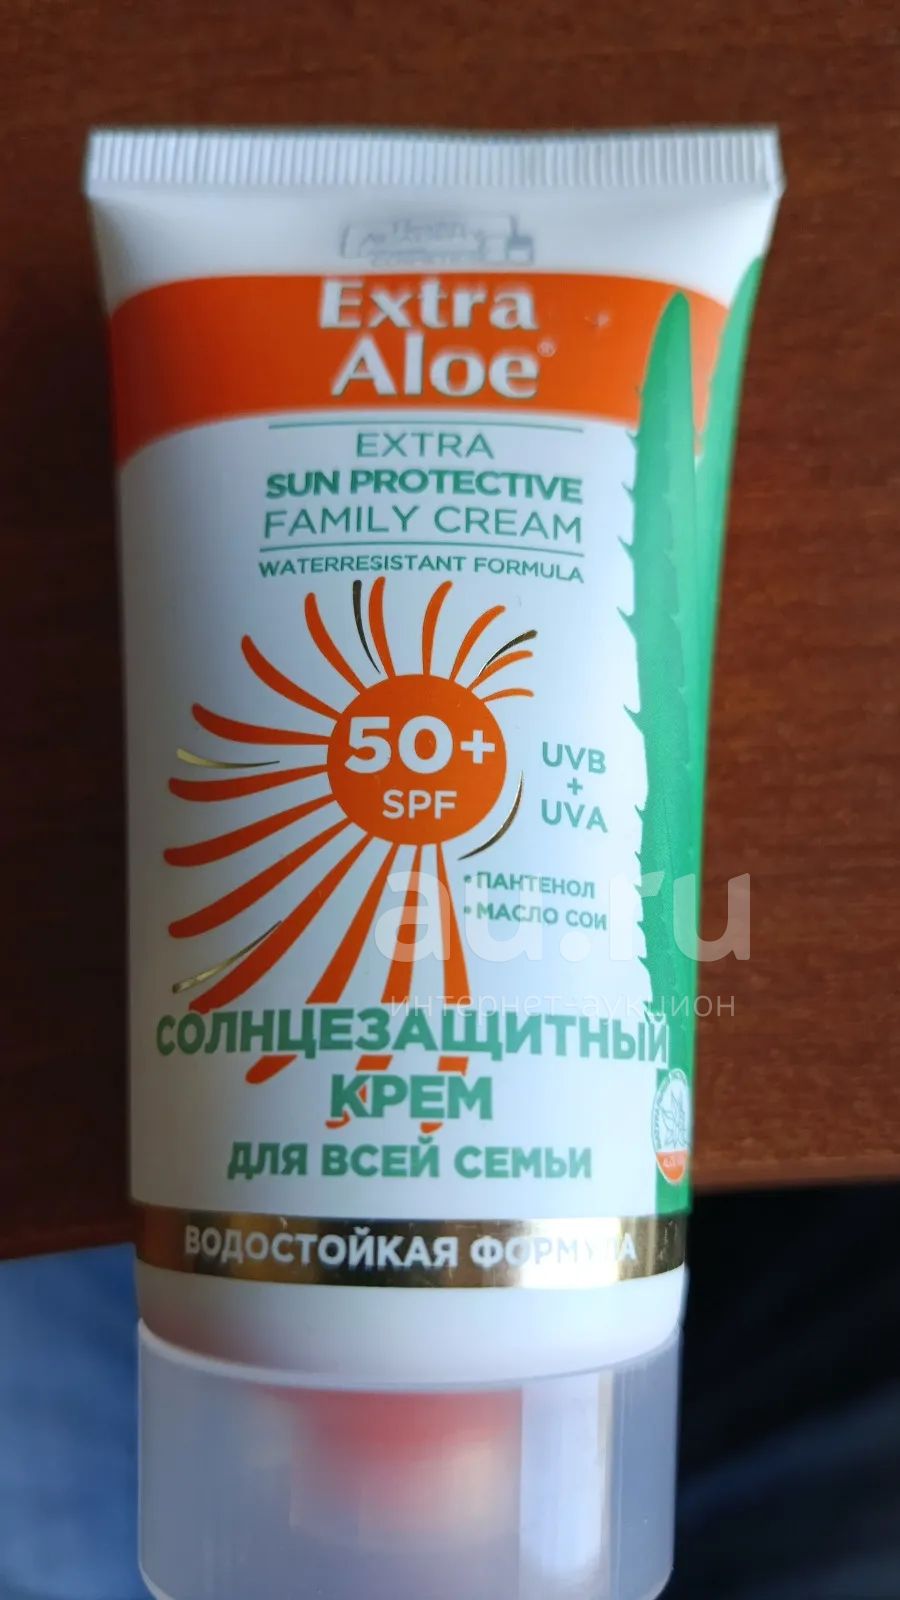 Extra
Aloe®
EXTRA
SUN PROTECTIVE
FAMILY CREAM
WATERRESISTANT FORMULA
50+
SPF
UVB
+
UVA
• ПАНТЕНОЛ
• МАСЛО СОИ
au.ru
интернет-аукцион
СОЛНЦЕЗАЩИТНЫЙ
КРЕМ
ДЛЯ ВСЕЙ СЕМЬИ
ВОДОСТОЙКАЯ ФОРМУЛА